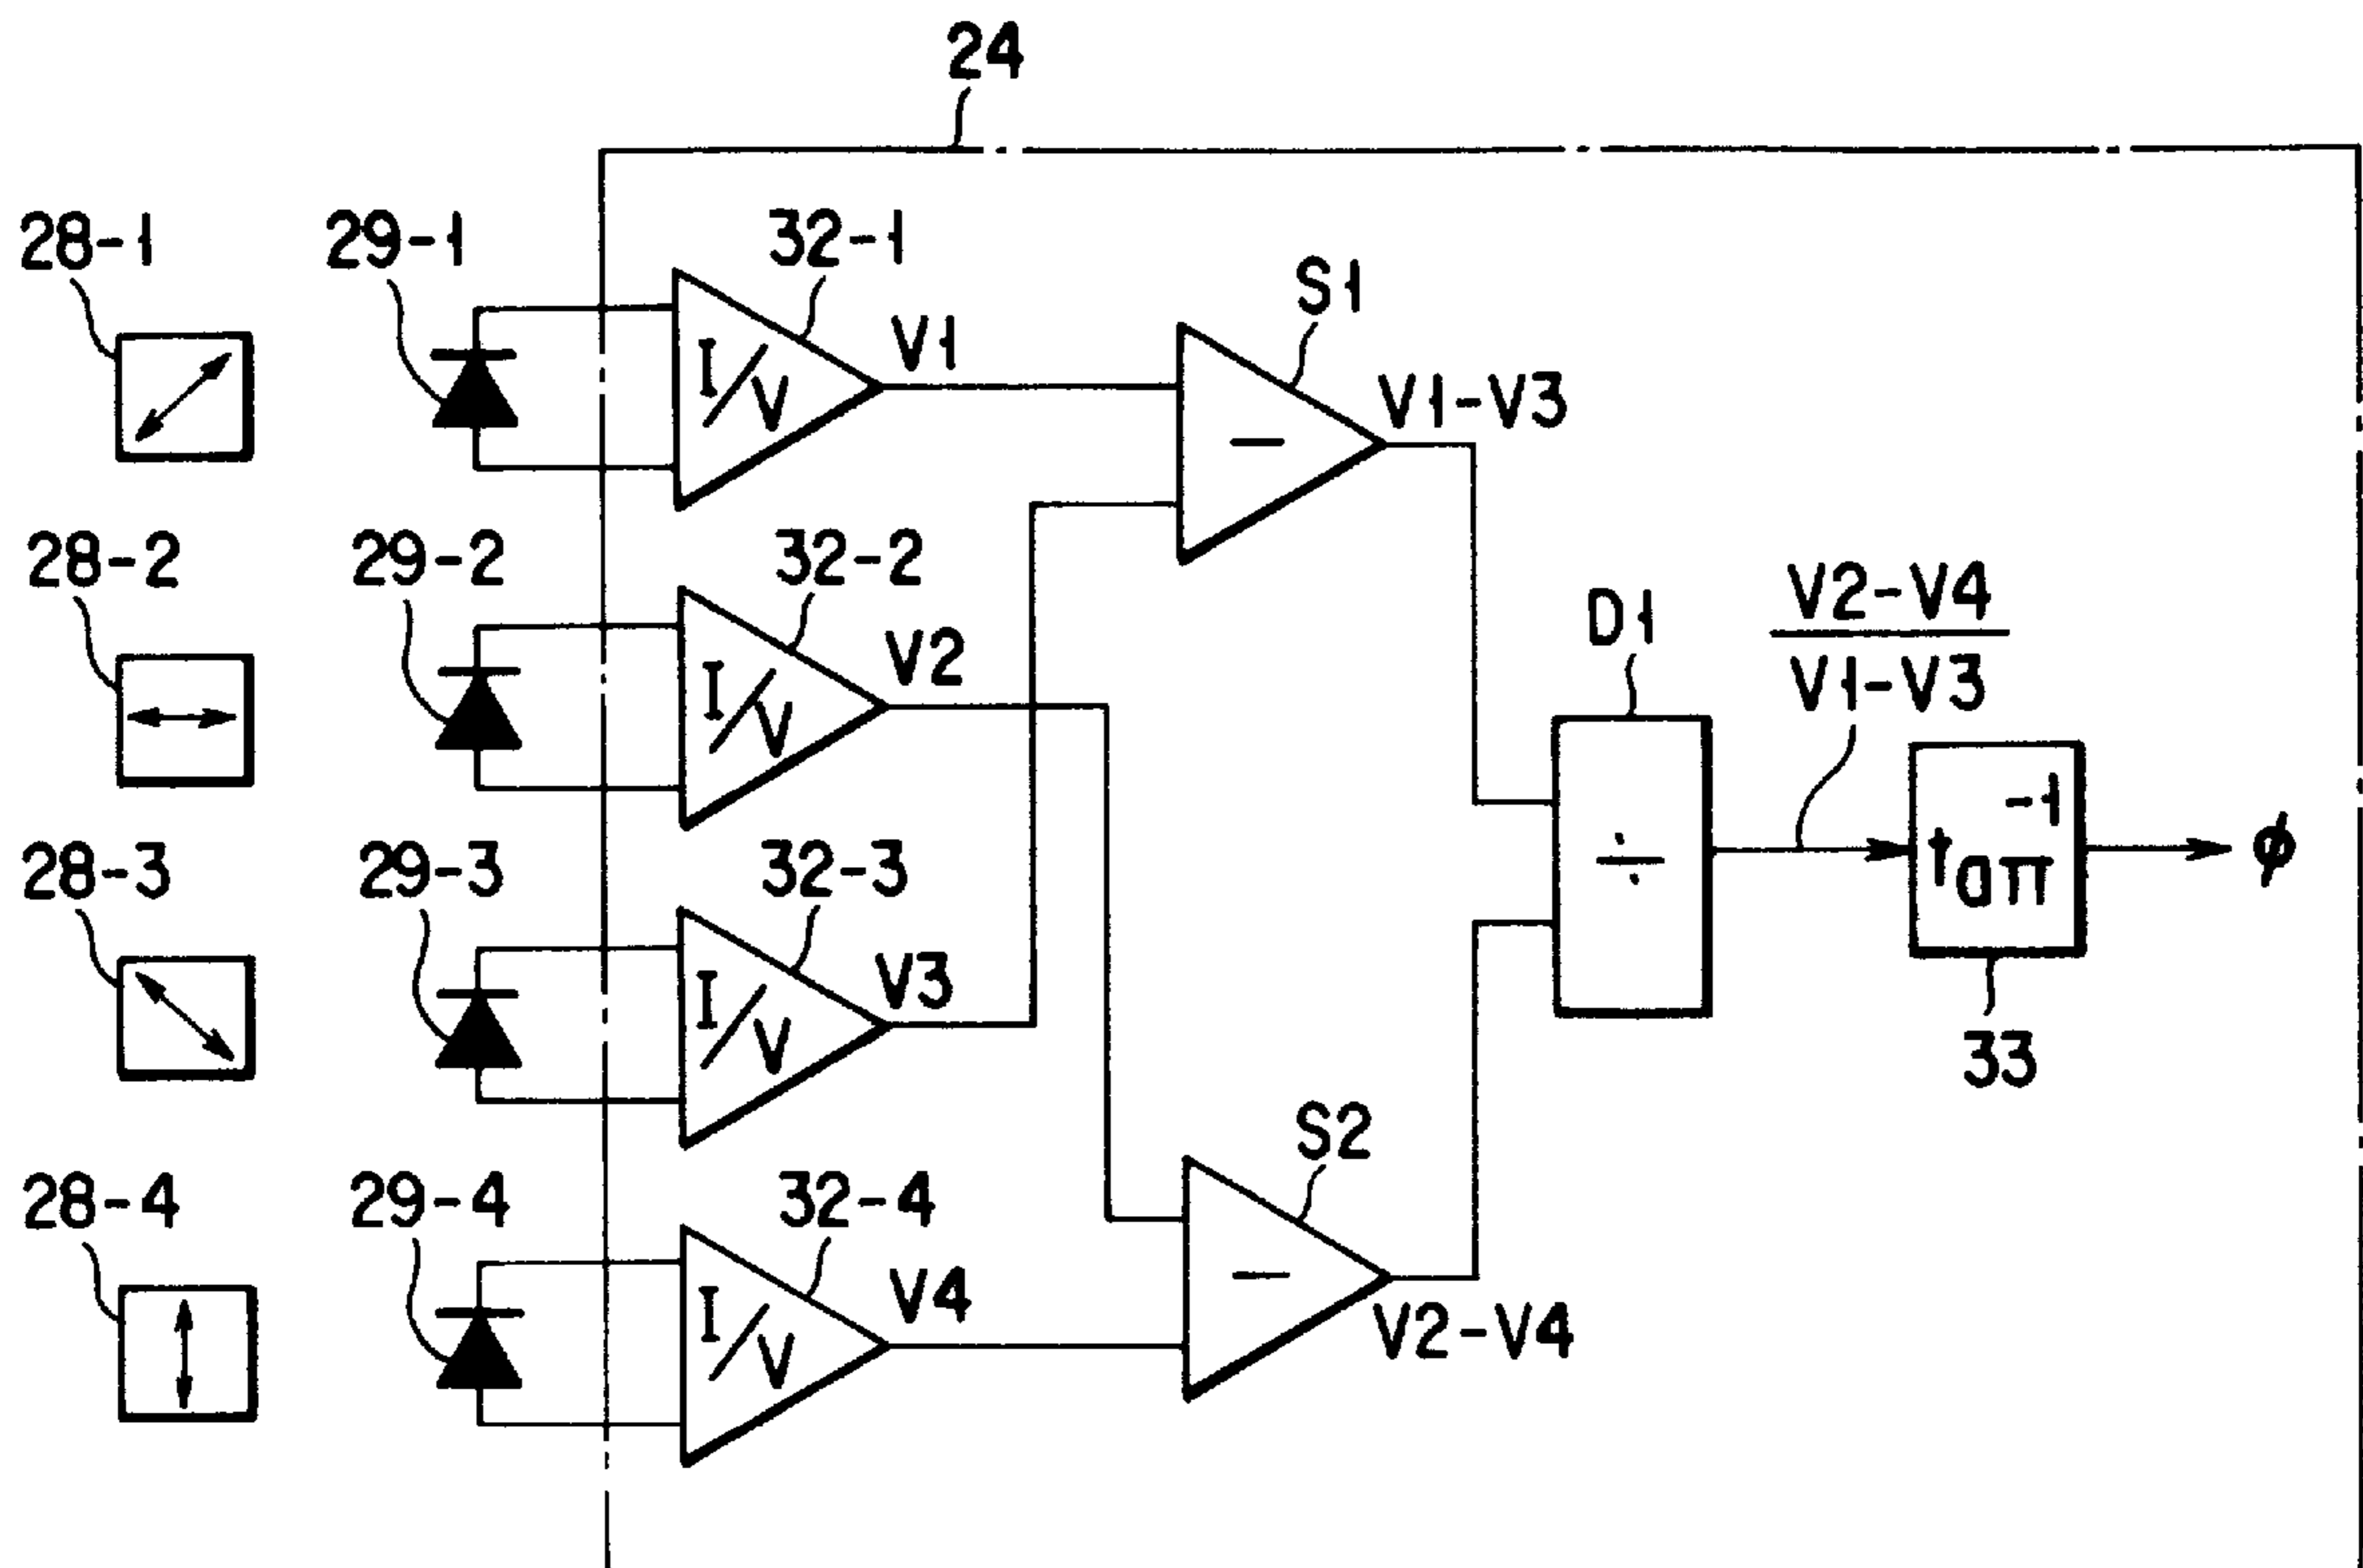 24
28-1
29-1
32-1
I/V
V1
S1
−
V1-V3
28-2
29-2
32-2
I/V
V2
D1
÷
V2-V4
V1-V3
tan -1
ϕ
33
28-3
29-3
32-3
I/V
V3
28-4
29-4
32-4
I/V
V4
S2
−
V2-V4